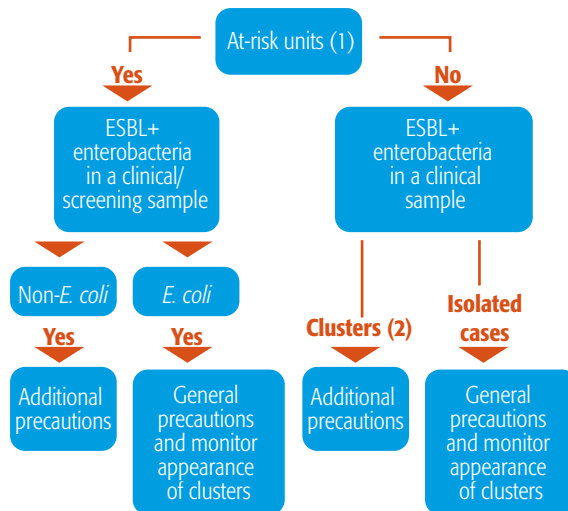 At-risk units (1)
Yes
No
ESBL+
enterobacteria
in a clinical/
screening sample
ESBL+
enterobacteria
in a clinical
sample
Non-E. coli
E. coli
Clusters (2)
Isolated
cases
Yes
Yes
Additional
precautions
General
precautions
and monitor
appearance
of clusters
Additional
precautions
General
precautions
and monitor
appearance
of clusters